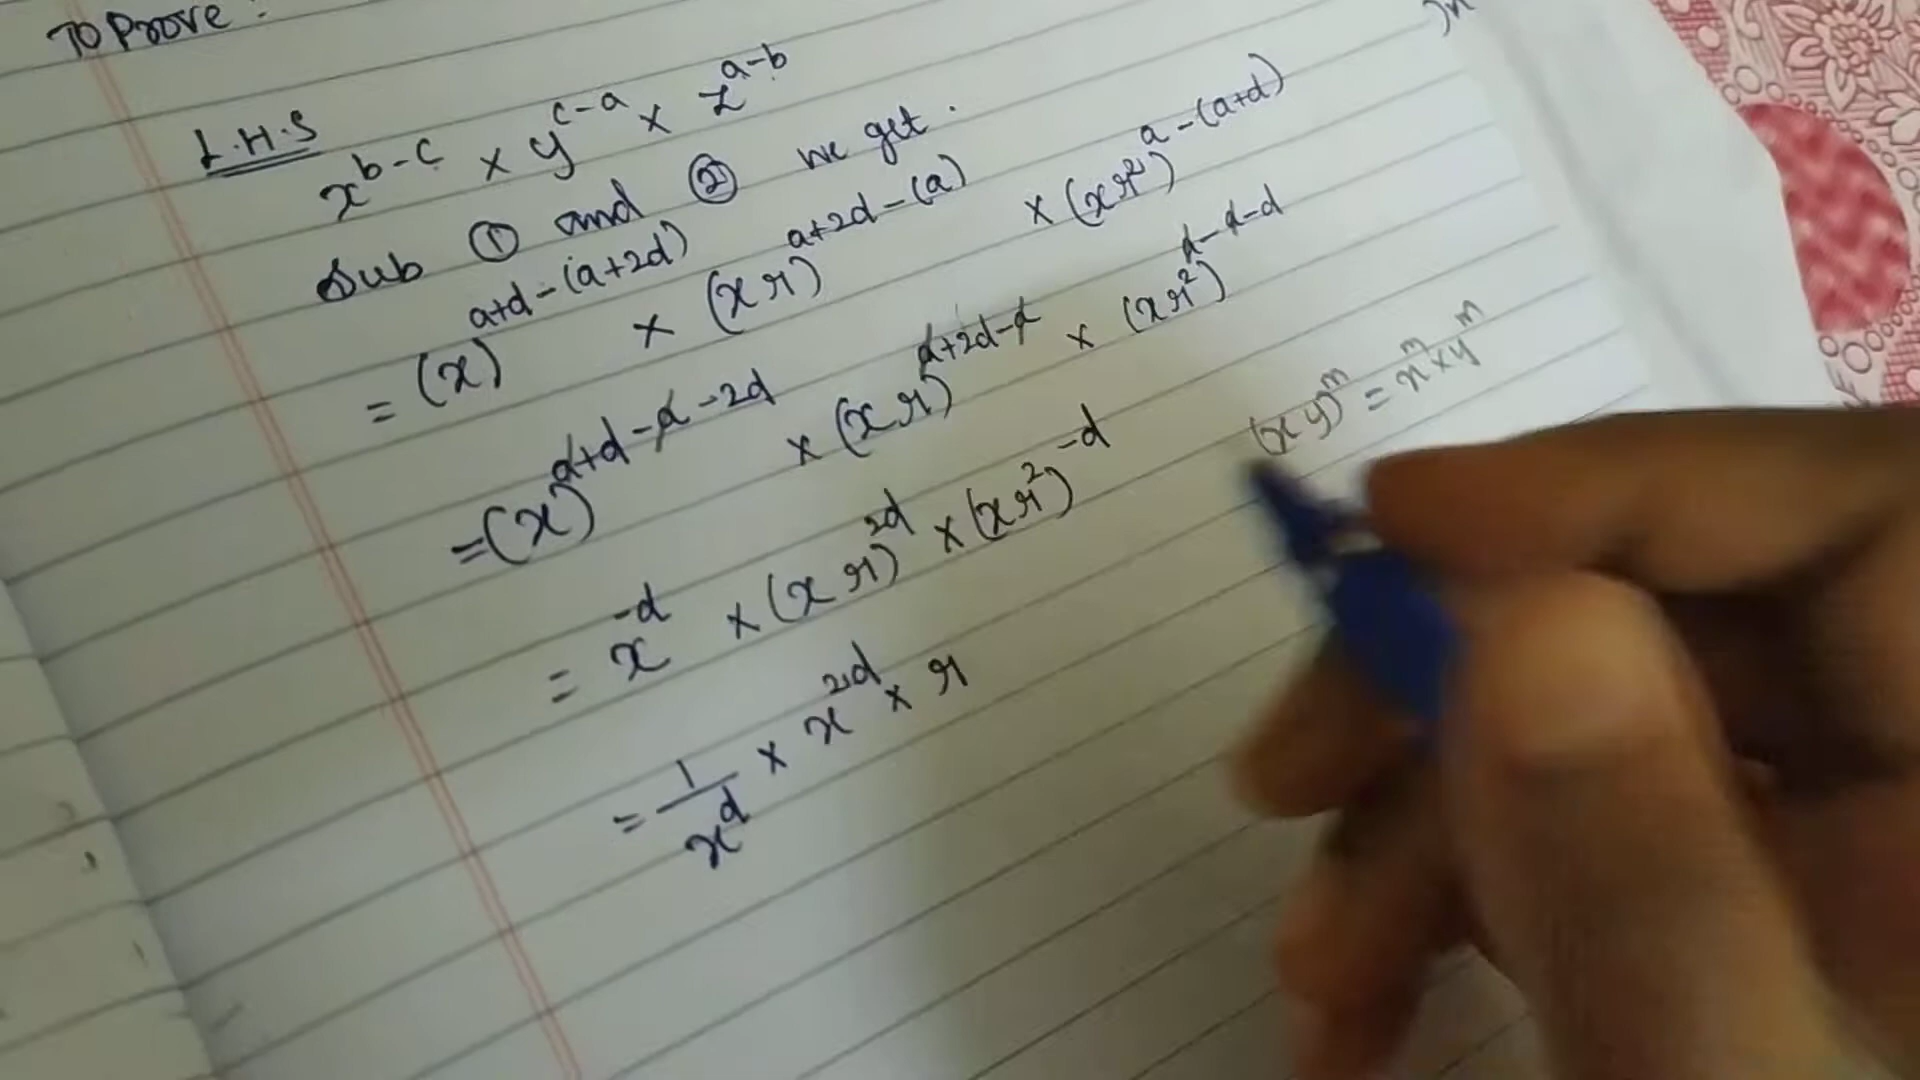 To Prove :
L.H.S
x^{b-c} × y^{c-a} × z^{a-b}
Sub ① and ② we get .
= (x)^{a+d-(a+2d)} × (xr)^{a+2d-(a)} × (xr²)^{a-(a+d)}
= (x)^{a+d-a-2d} × (xr)^{a+2d-a} × (xr²)^{a-a-d}
= x^{-d} × (xr)^{2d} × (xr²)^{-d}
(xy)^m = x^m × y^m
= 1/x^d × x^{2d} × r